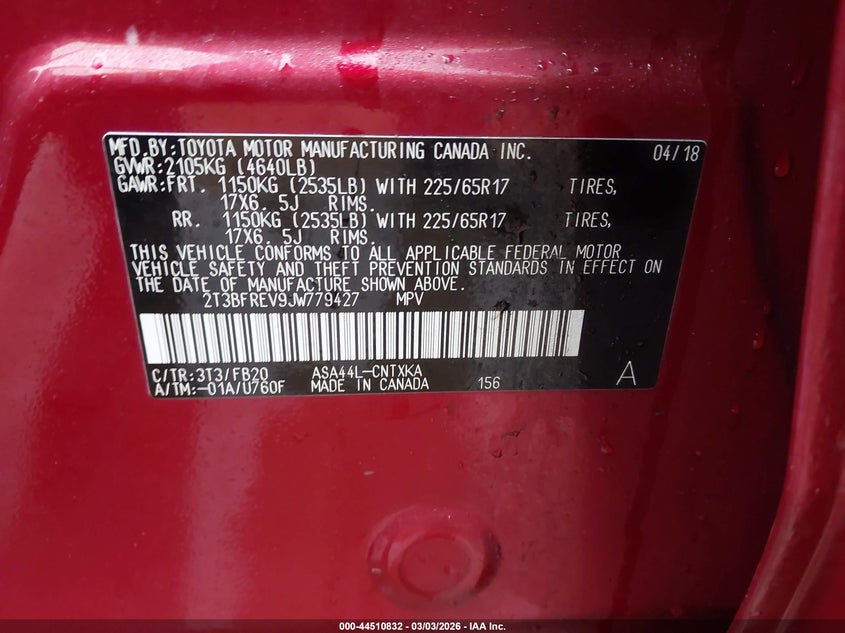 MFD.BY:TOYOTA MOTOR MANUFACTURING CANADA INC. 04/18
GVWR:2105KG (4640LB)
GAWR:FRT. 1150KG (2535LB) WITH 225/65R17 TIRES,
17X6.5J RIMS.
RR. 1150KG (2535LB) WITH 225/65R17 TIRES,
17X6.5J RIMS.
THIS VEHICLE CONFORMS TO ALL APPLICABLE FEDERAL MOTOR
VEHICLE SAFETY AND THEFT PREVENTION STANDARDS IN EFFECT ON
THE DATE OF MANUFACTURE SHOWN ABOVE.
2T3BFREV9JW779427 MPV
C/TR:3T3/FB20 ASA44L-CNTXKA
A/TM:-01A/U760F MADE IN CANADA 156 A
000-44510832 - 03/03/2026 - IAA Inc.